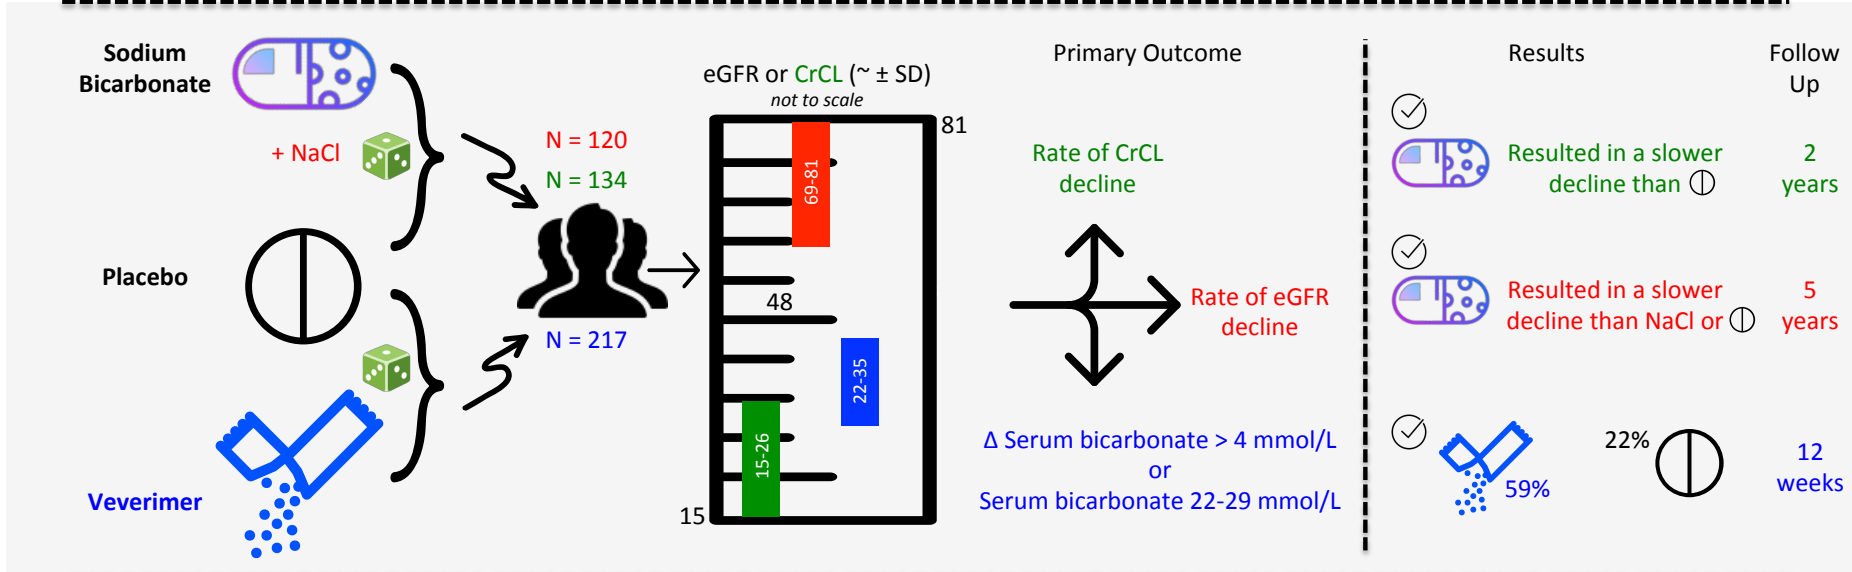 Sodium
Bicarbonate
+ NaCl
Placebo
Veverimer
N = 120
N = 134
N = 217
eGFR or CrCL (~ ± SD)
not to scale
81
69-81
48
22-35
15-26
15
Primary Outcome
Rate of CrCL
decline
Rate of eGFR
decline
Δ Serum bicarbonate > 4 mmol/L
or
Serum bicarbonate 22-29 mmol/L
Results
Follow
Up
Resulted in a slower
decline than
2
years
Resulted in a slower
decline than NaCl or
5
years
59%
22%
12
weeks